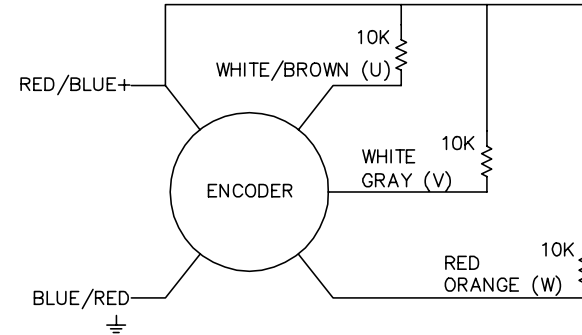 10K
WHITE/BROWN (U)
RED/BLUE+
10K
WHITE
GRAY (V)
ENCODER
10K
RED
ORANGE (W)
BLUE/RED-